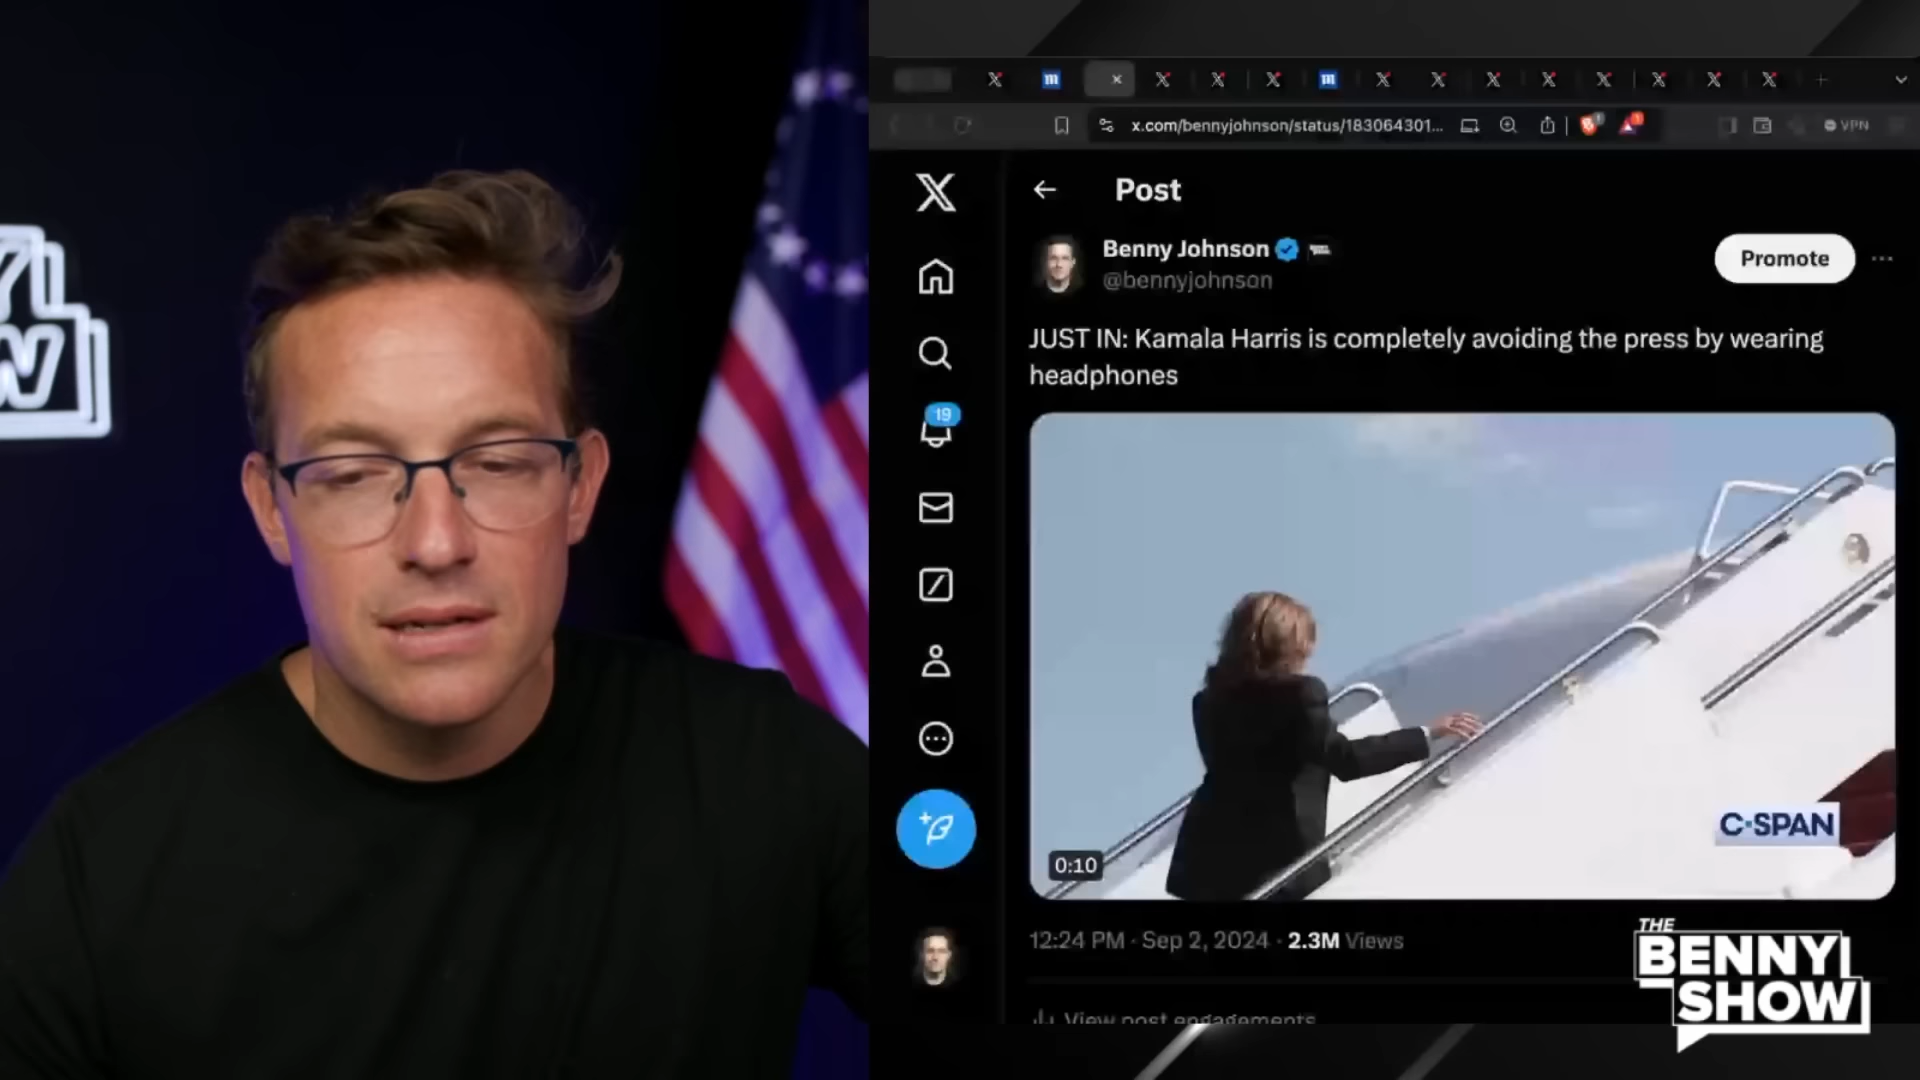 Y
W
x.com/bennyjohnson/status/183064301...
VPN
Post
Benny Johnson
@bennyjohnson
Promote
JUST IN: Kamala Harris is completely avoiding the press by wearing
headphones
19
C-SPAN
0:10
12:24 PM · Sep 2, 2024 · 2.3M Views
View post engagements
THE
BENNY
SHOW